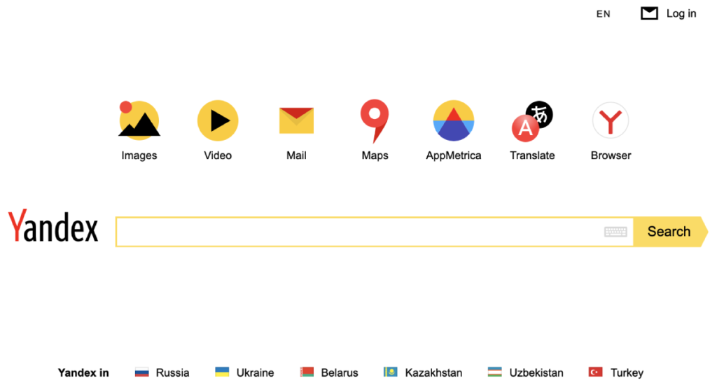 EN Log in
Images Video Mail Maps AppMetrica Translate Browser
A あ
Yandex Search
Yandex in Russia Ukraine Belarus Kazakhstan Uzbekistan Turkey